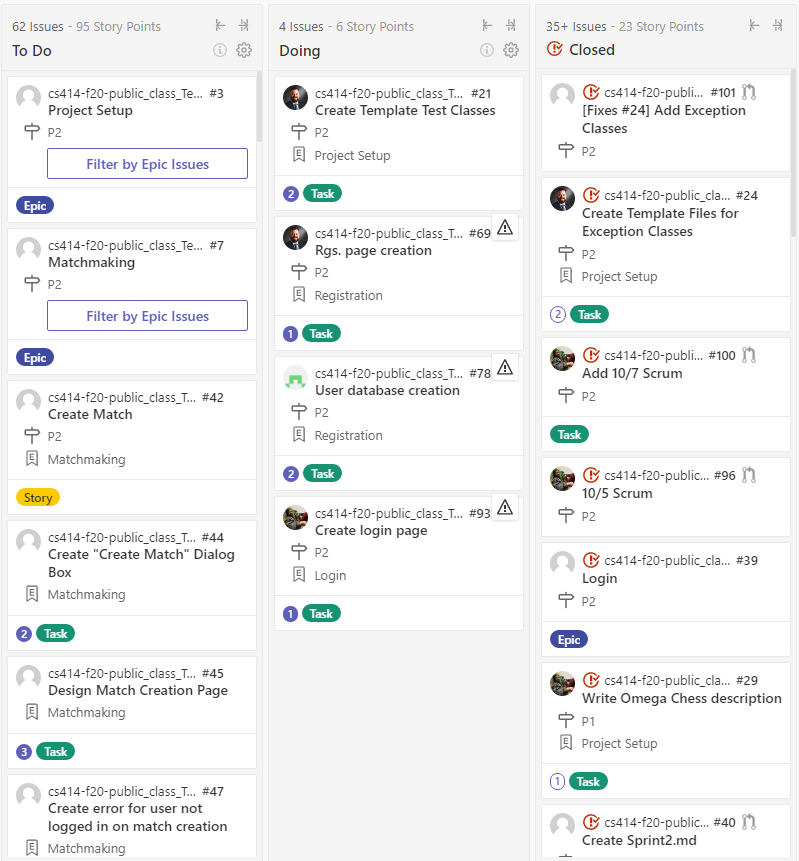 62 Issues - 95 Story Points
To Do
cs414-f20-public_class_Te... #3
Project Setup
P2
Filter by Epic Issues
Epic
cs414-f20-public_class_Te... #7
Matchmaking
P2
Filter by Epic Issues
Epic
cs414-f20-public_class_T... #42
Create Match
P2
Matchmaking
Story
cs414-f20-public_class_T... #44
Create "Create Match" Dialog
Box
Matchmaking
2 Task
cs414-f20-public_class_T... #45
Design Match Creation Page
Matchmaking
3 Task
cs414-f20-public_class_T... #47
Create error for user not
logged in on match creation
Matchmaking
4 Issues - 6 Story Points
Doing
cs414-f20-public_class_T... #21
Create Template Test Classes
P2
Project Setup
2 Task
cs414-f20-public_class_T... #69
Rgs. page creation
P2
Registration
1 Task
cs414-f20-public_class_T... #78
User database creation
P2
Registration
2 Task
cs414-f20-public_class_T... #93
Create login page
P2
Login
1 Task
35+ Issues - 23 Story Points
Closed
cs414-f20-publi... #101
[Fixes #24] Add Exception
Classes
P2
cs414-f20-public_cla... #24
Create Template Files for
Exception Classes
P2
Project Setup
2 Task
cs414-f20-publi... #100
Add 10/7 Scrum
P2
Task
cs414-f20-public... #96
10/5 Scrum
P2
cs414-f20-public_cla... #39
Login
P2
Epic
cs414-f20-public_cla... #29
Write Omega Chess description
P1
Project Setup
1 Task
cs414-f20-public... #40
Create Sprint2.md